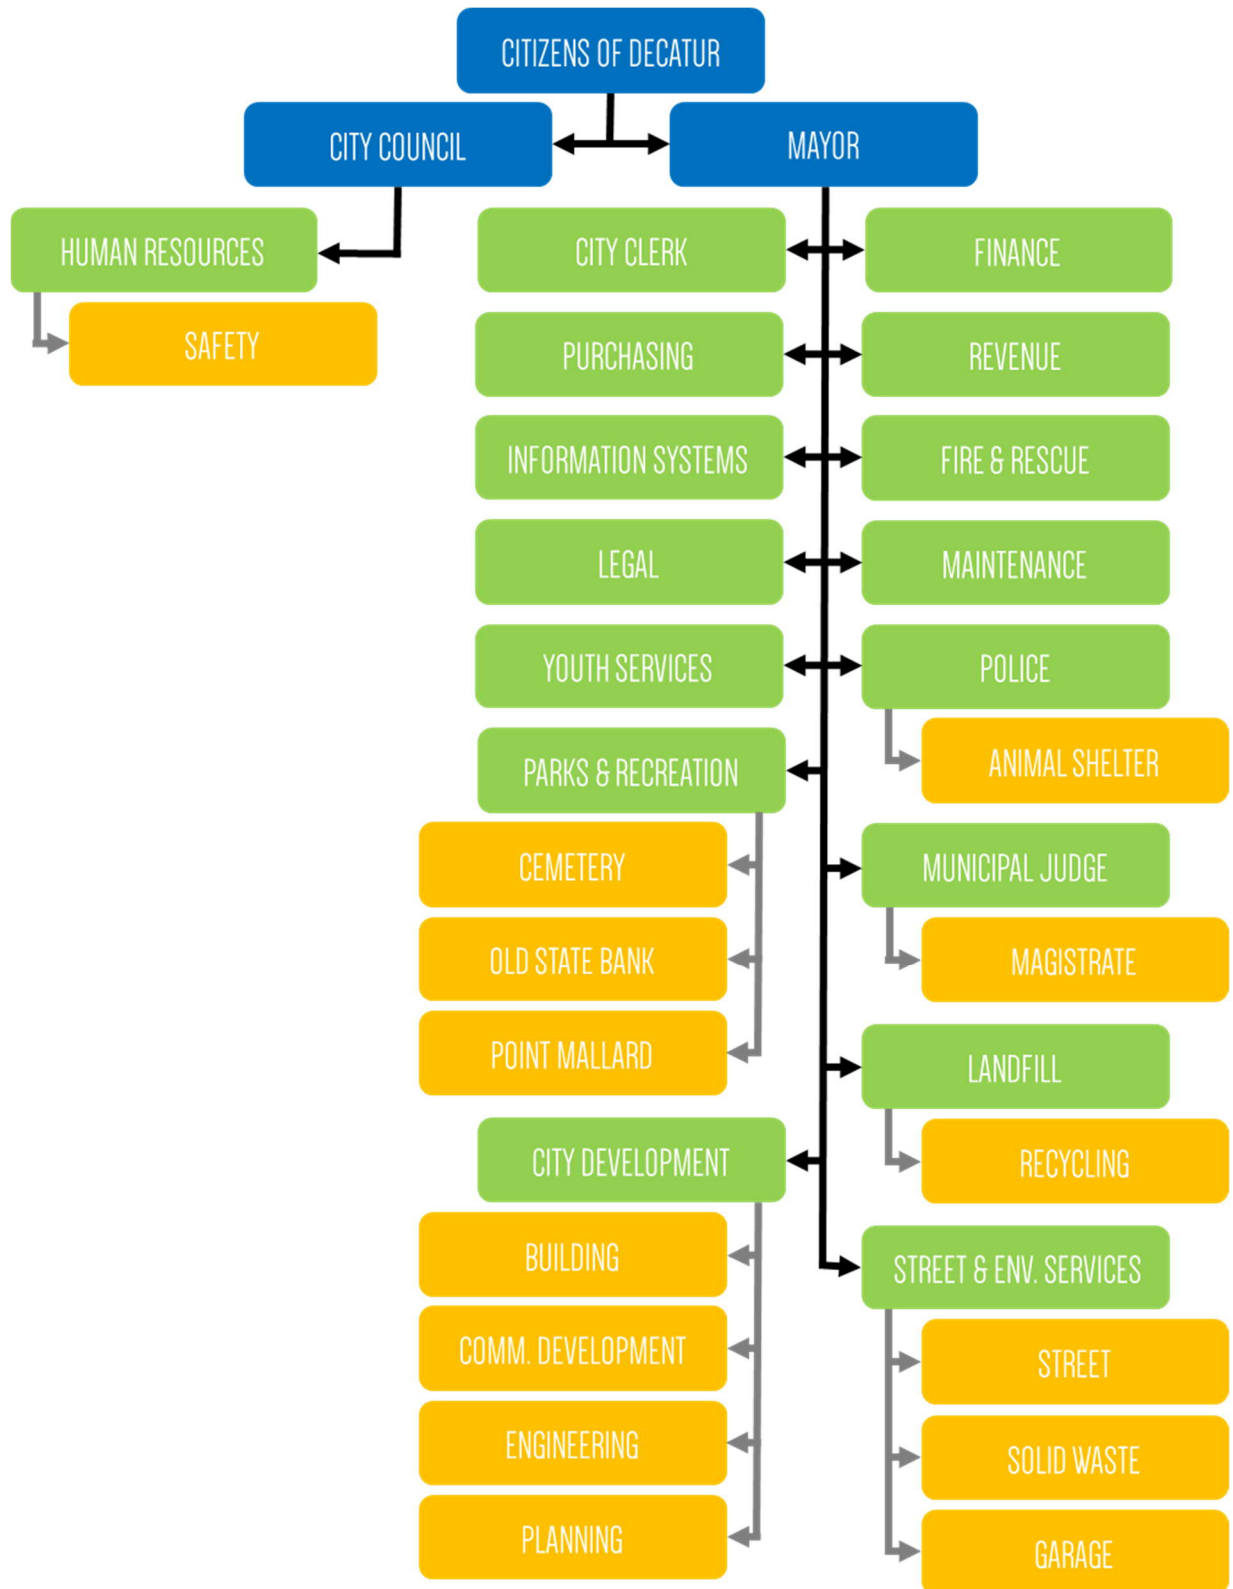 CITIZENS OF DECATUR
CITY COUNCIL
MAYOR
HUMAN RESOURCES
SAFETY
CITY CLERK
FINANCE
PURCHASING
REVENUE
INFORMATION SYSTEMS
FIRE & RESCUE
LEGAL
MAINTENANCE
YOUTH SERVICES
POLICE
ANIMAL SHELTER
PARKS & RECREATION
CEMETERY
OLD STATE BANK
POINT MALLARD
MUNICIPAL JUDGE
MAGISTRATE
LANDFILL
RECYCLING
CITY DEVELOPMENT
BUILDING
COMM. DEVELOPMENT
ENGINEERING
PLANNING
STREET & ENV. SERVICES
STREET
SOLID WASTE
GARAGE